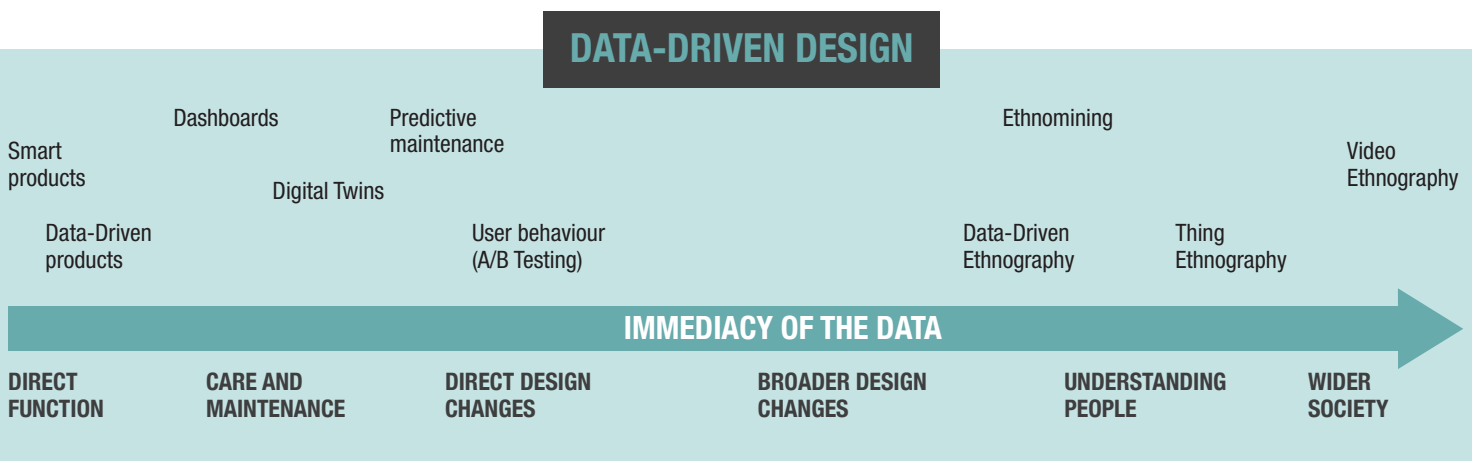 DATA-DRIVEN DESIGN
Dashboards
Predictive
maintenance
Ethnomining
Smart
products
Video
Ethnography
Digital Twins
Data-Driven
products
User behaviour
(A/B Testing)
Data-Driven
Ethnography
Thing
Ethnography
IMMEDIACY OF THE DATA
DIRECT
FUNCTION
CARE AND
MAINTENANCE
DIRECT DESIGN
CHANGES
BROADER DESIGN
CHANGES
UNDERSTANDING
PEOPLE
WIDER
SOCIETY